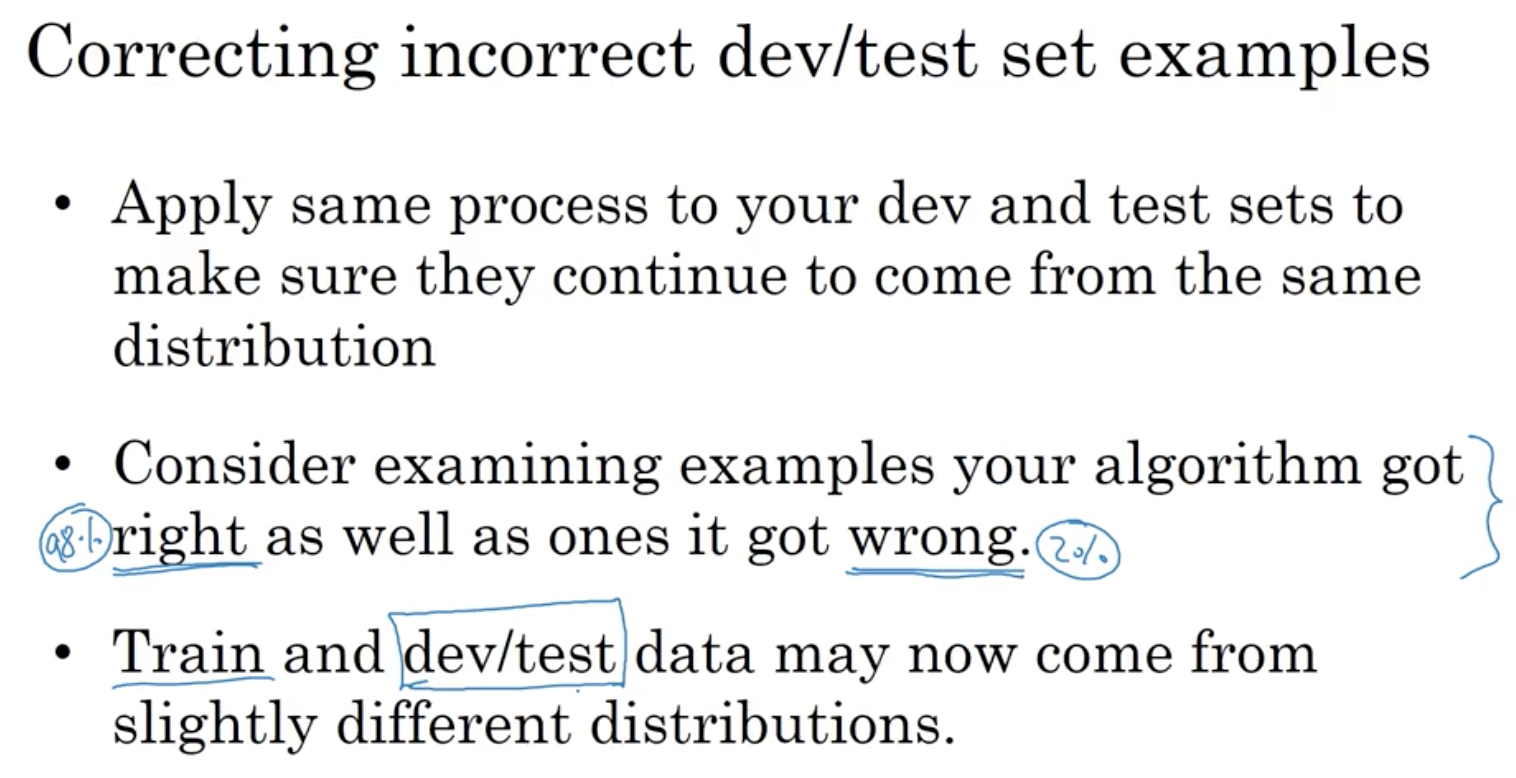 Correcting incorrect dev/test set examples
• Apply same process to your dev and test sets to
make sure they continue to come from the same
distribution
• Consider examining examples your algorithm got
98% right as well as ones it got wrong. 2%
• Train and dev/test data may now come from
slightly different distributions.